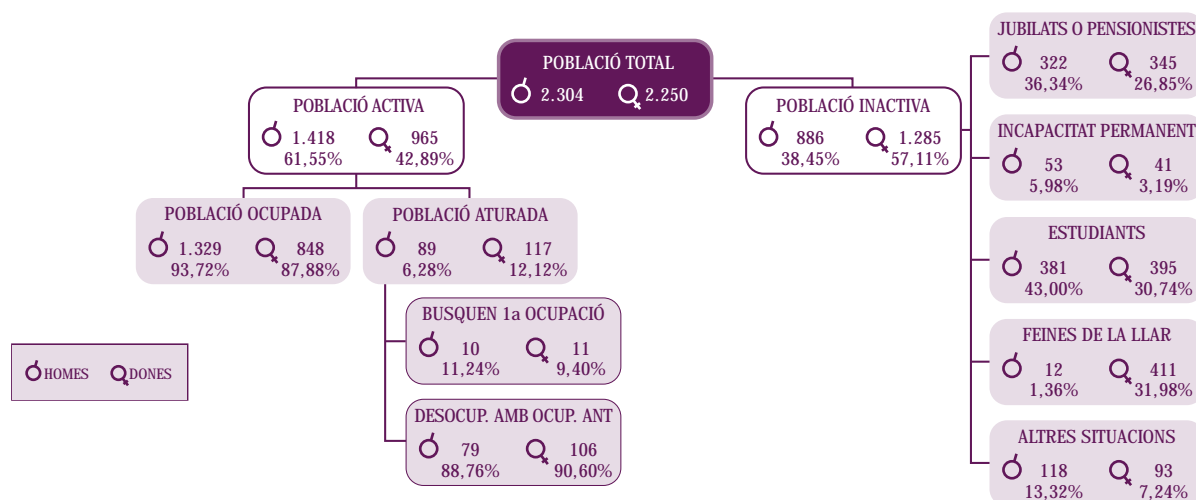 POBLACIÓ TOTAL
2.304 2.250
POBLACIÓ ACTIVA
1.418 965
61,55% 42,89%
POBLACIÓ INACTIVA
886 1.285
38,45% 57,11%
POBLACIÓ OCUPADA
1.329 848
93,72% 87,88%
POBLACIÓ ATURADA
89 117
6,28% 12,12%
BUSQUEN 1a OCUPACIÓ
10 11
11,24% 9,40%
DESOCUP. AMB OCUP. ANT
79 106
88,76% 90,60%
HOMES DONES
JUBILATS O PENSIONISTES
322 345
36,34% 26,85%
INCAPACITAT PERMANENT
53 41
5,98% 3,19%
ESTUDIANTS
381 395
43,00% 30,74%
FEINES DE LA LLAR
12 411
1,36% 31,98%
ALTRES SITUACIONS
118 93
13,32% 7,24%